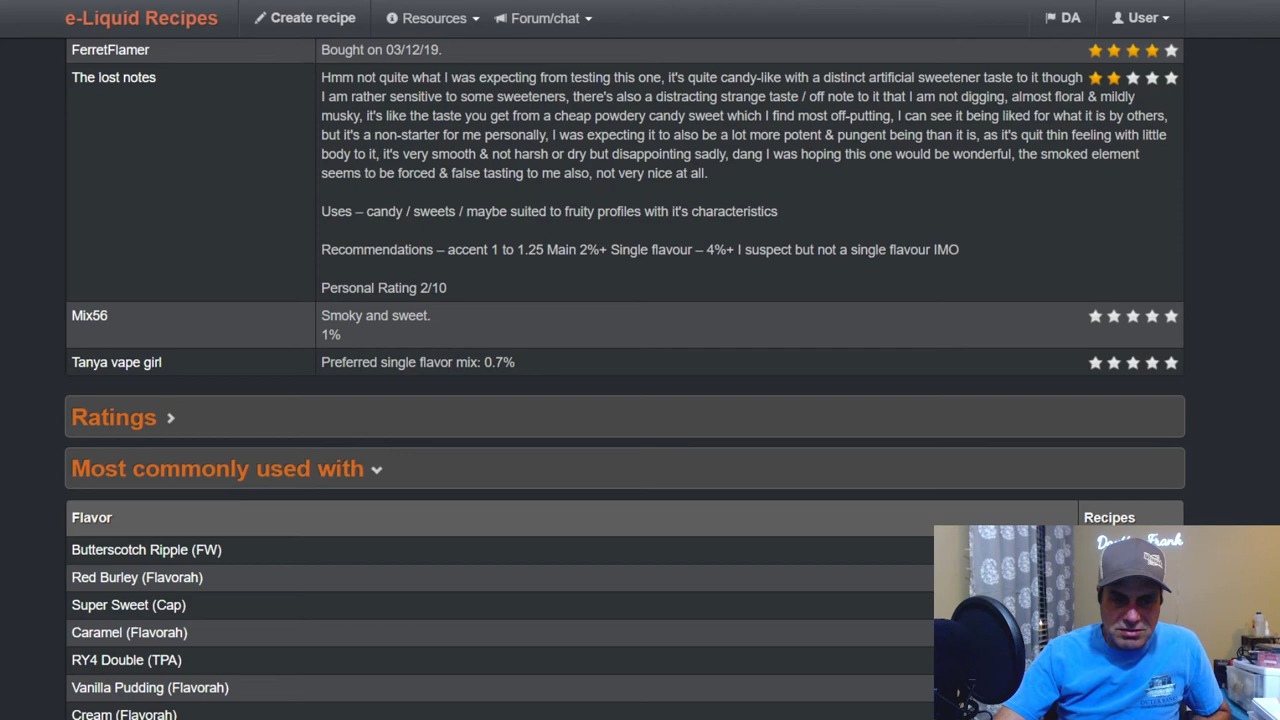 e-Liquid Recipes Create recipe Resources Forum/chat DA User
FerretFlamer Bought on 03/12/19.
The lost notes Hmm not quite what I was expecting from testing this one, it's quite candy-like with a distinct artificial sweetener taste to it though
I am rather sensitive to some sweeteners, there's also a distracting strange taste / off note to it that I am not digging, almost floral & mildly
musky, it's like the taste you get from a cheap powdery candy sweet which I find most off-putting, I can see it being liked for what it is by others,
but it's a non-starter for me personally, I was expecting it to also be a lot more potent & pungent being than it is, as it's quit thin feeling with little
body to it, it's very smooth & not harsh or dry but disappointing sadly, dang I was hoping this one would be wonderful, the smoked element
seems to be forced & false tasting to me also, not very nice at all.
Uses – candy / sweets / maybe suited to fruity profiles with it's characteristics
Recommendations – accent 1 to 1.25 Main 2%+ Single flavour – 4%+ I suspect but not a single flavour IMO
Personal Rating 2/10
Mix56 Smoky and sweet.
1%
Tanya vape girl Preferred single flavor mix: 0.7%
Ratings
Most commonly used with
Flavor Recipes
Butterscotch Ripple (FW)
Red Burley (Flavorah)
Super Sweet (Cap)
Caramel (Flavorah)
RY4 Double (TPA)
Vanilla Pudding (Flavorah)
Cream (Flavorah)